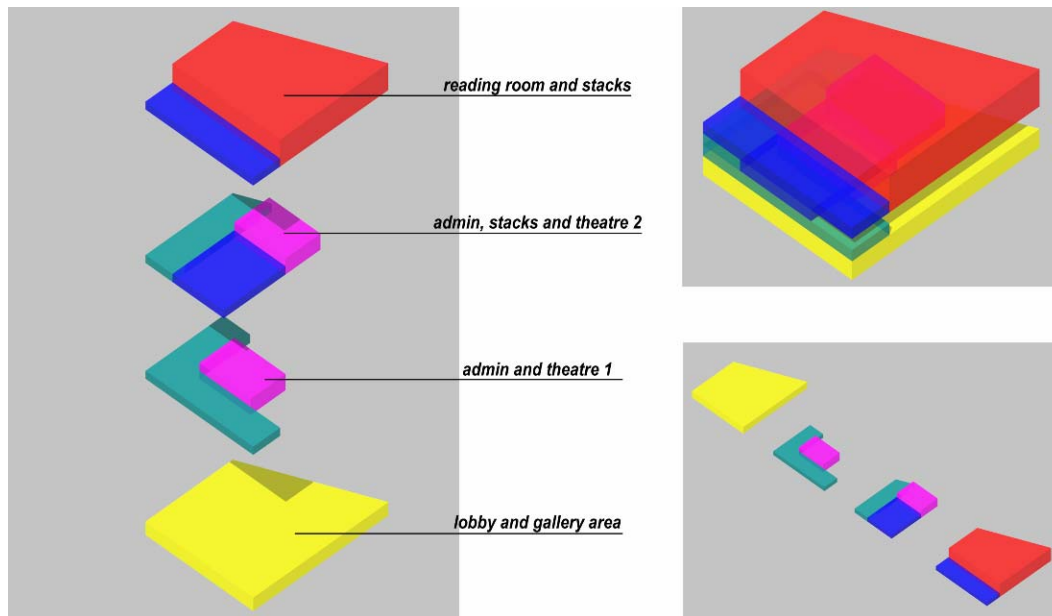 reading room and stacks
admin, stacks and theatre 2
admin and theatre 1
lobby and gallery area